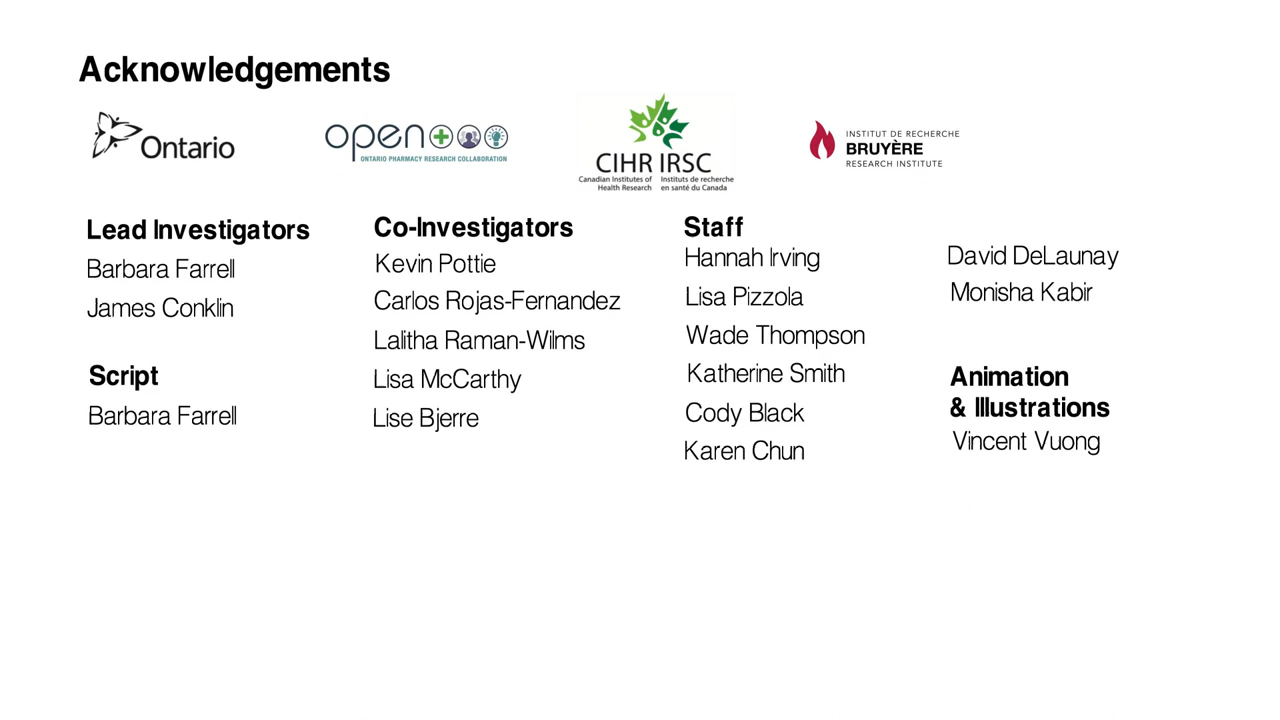 Acknowledgements
Ontario
open
ONTARIO PHARMACY RESEARCH COLLABORATION
CIHR IRSC
Canadian Institutes of Health Research
Instituts de recherche en santé du Canada
INSTITUT DE RECHERCHE
BRUYÈRE
RESEARCH INSTITUTE
Lead Investigators
Barbara Farrell
James Conklin
Script
Barbara Farrell
Co-Investigators
Kevin Pottie
Carlos Rojas-Fernandez
Lalitha Raman-Wilms
Lisa McCarthy
Lise Bjerre
Staff
Hannah Irving
Lisa Pizzola
Wade Thompson
Katherine Smith
Cody Black
Karen Chun
David DeLaunay
Monisha Kabir
Animation
& Illustrations
Vincent Vuong